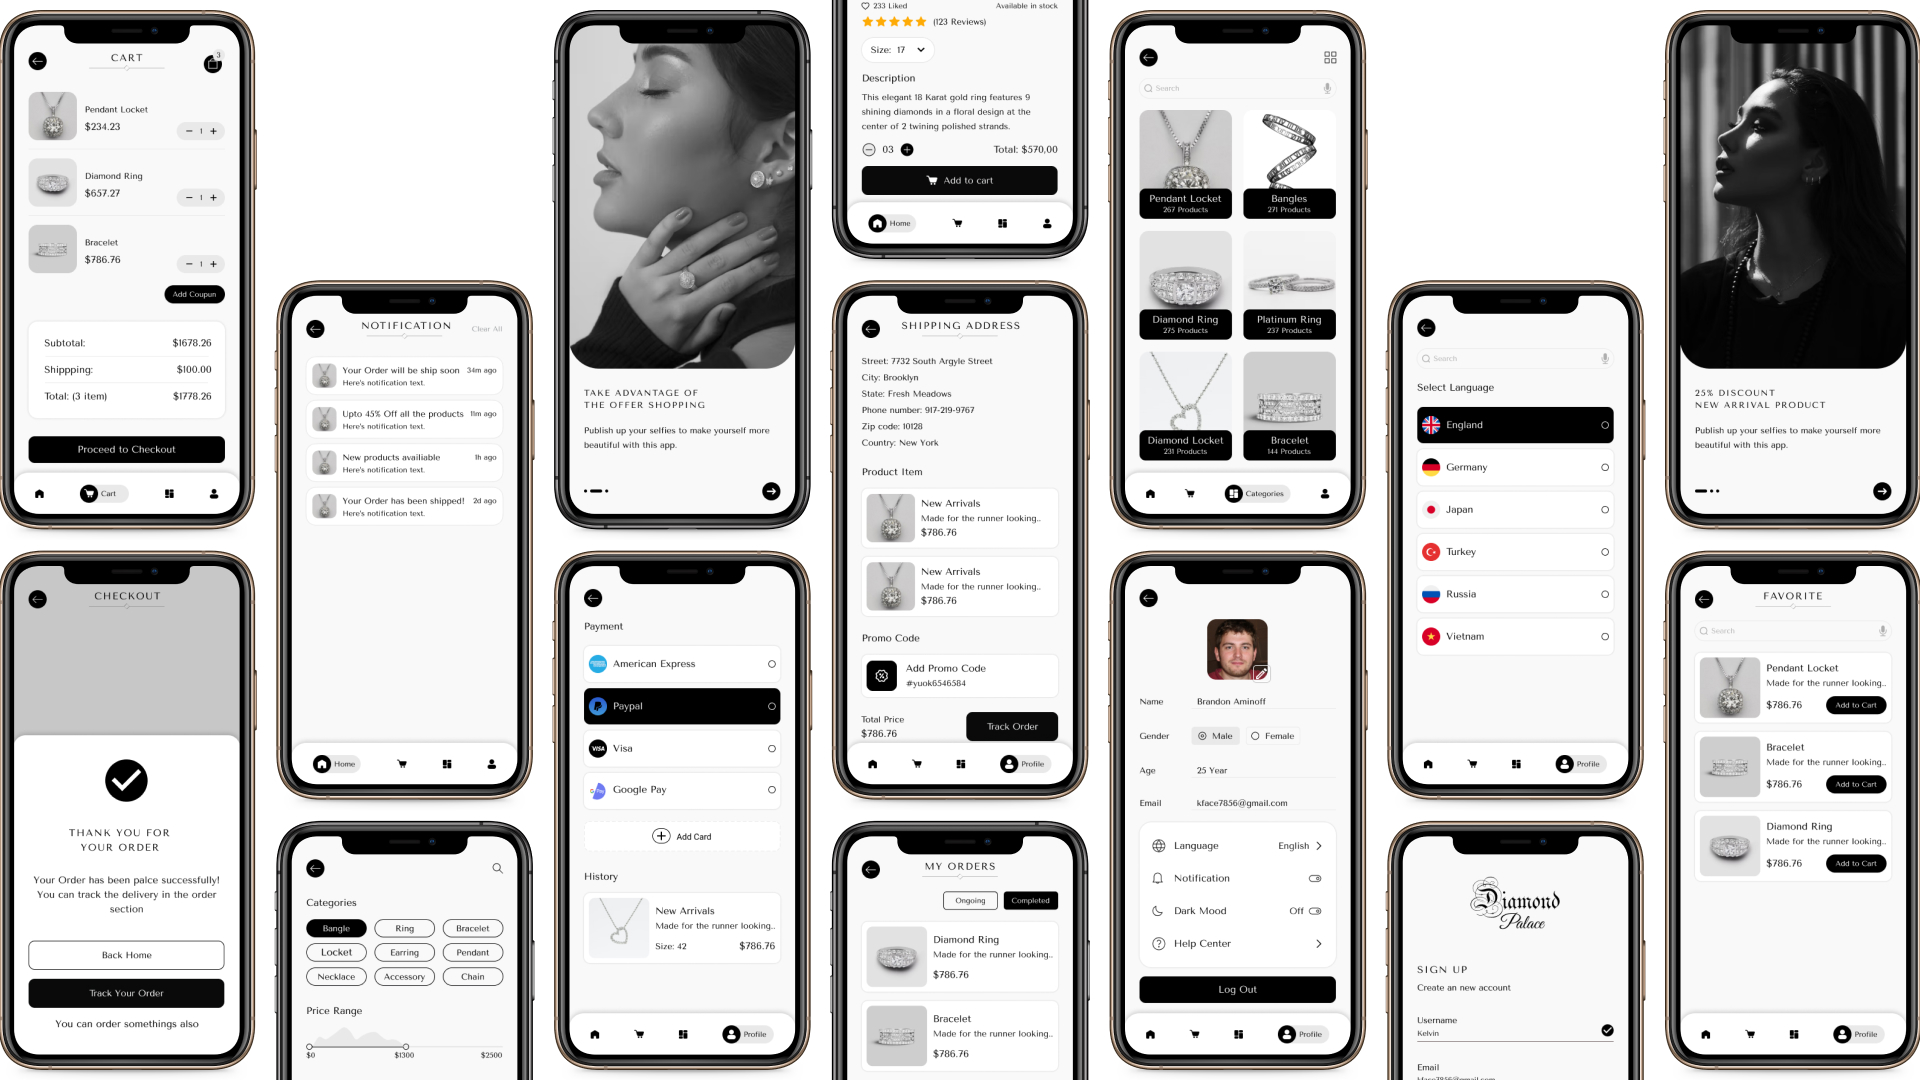 CART
3
Pendant Locket
$234.23
1
Diamond Ring
$657.27
1
Bracelet
$786.76
1
Add Coupun
Subtotal: $1678.26
Shippping: $100.00
Total: (3 item) $1778.26
Proceed to Checkout
Cart
CHECKOUT
THANK YOU FOR
YOUR ORDER
Your Order has been palce successfully!
You can track the delivery in the order
section
Back Home
Track Your Order
You can order somethings also
NOTIFICATION
Clear All
Your Order will be ship soon 34m ago
Here's notification text.
Upto 45% Off all the products 11m ago
Here's notification text.
New products availiable 1h ago
Here's notification text.
Your Order has been shipped! 2d ago
Here's notification text.
Home
Categories
Bangle Ring Bracelet
Locket Earring Pendant
Necklace Accessory Chain
Price Range
$0 $1300 $2500
TAKE ADVANTAGE OF
THE OFFER SHOPPING
Publish up your selfies to make yourself more
beautiful with this app.
Payment
American Express
Paypal
VISA Visa
Google Pay
Add Card
History
New Arrivals
Made for the runner looking..
Size: 42 $786.76
Profile
233 Liked Available in stock
(123 Reviews)
Size: 17
Description
This elegant 18 Karat gold ring features 9
shining diamonds in a floral design at the
center of 2 twining polished strands.
03 Total: $570,00
Add to cart
Home
SHIPPING ADDRESS
Street: 7732 South Argyle Street
City: Brooklyn
State: Fresh Meadows
Phone number: 917-219-9767
Zip code: 10128
Country: New York
Product Item
New Arrivals
Made for the runner looking..
$786.76
New Arrivals
Made for the runner looking..
$786.76
Promo Code
Add Promo Code
#yuok6546584
Total Price
$786.76
Track Order
Profile
MY ORDERS
Ongoing Completed
Diamond Ring
Made for the runner looking..
$786.76
Bracelet
Made for the runner looking..
$786.76
Search
Pendant Locket
267 Products
Bangles
271 Products
Diamond Ring
275 Products
Platinum Ring
237 Products
Diamond Locket
231 Products
Bracelet
144 Products
Categories
Name Brandon Aminoff
Gender Male Female
Age 25 Year
Email kface7856@gmail.com
Language English
Notification
Dark Mood Off
Help Center
Log Out
Profile
Search
Select Language
England
Germany
Japan
Turkey
Russia
Vietnam
Profile
Diamond
Palace
SIGN UP
Create an new account
Username
Kelvin
Email
kface7856@gmail.com
25% DISCOUNT
NEW ARRIVAL PRODUCT
Publish up your selfies to make yourself more
beautiful with this app.
FAVORITE
Search
Pendant Locket
Made for the runner looking..
$786.76 Add to Cart
Bracelet
Made for the runner looking..
$786.76 Add to Cart
Diamond Ring
Made for the runner looking..
$786.76 Add to Cart
Profile